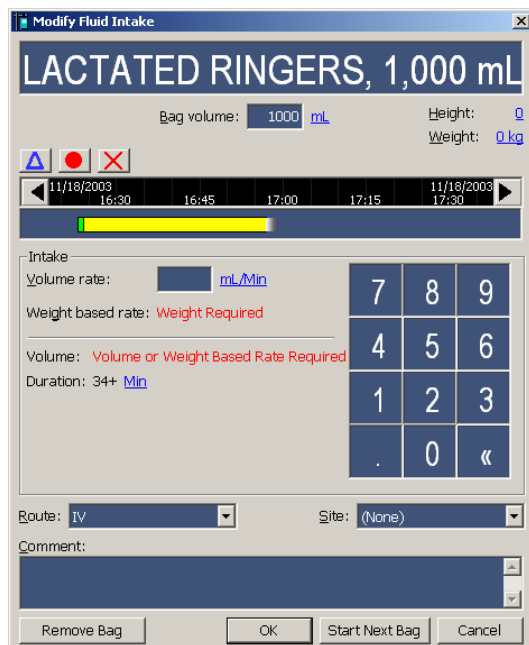 Modify Fluid Intake
LACTATED RINGERS, 1,000 mL
Bag volume: 1000 mL
Height: 0
Weight: 0 kg
11/18/2003 11/18/2003
16:30 16:45 17:00 17:15 17:30
Intake
Volume rate: mL/Min
Weight based rate: Weight Required
Volume: Volume or Weight Based Rate Required
Duration: 34+ Min
7 8 9
4 5 6
1 2 3
. 0 «
Route: IV Site: (None)
Comment:
Remove Bag OK Start Next Bag Cancel